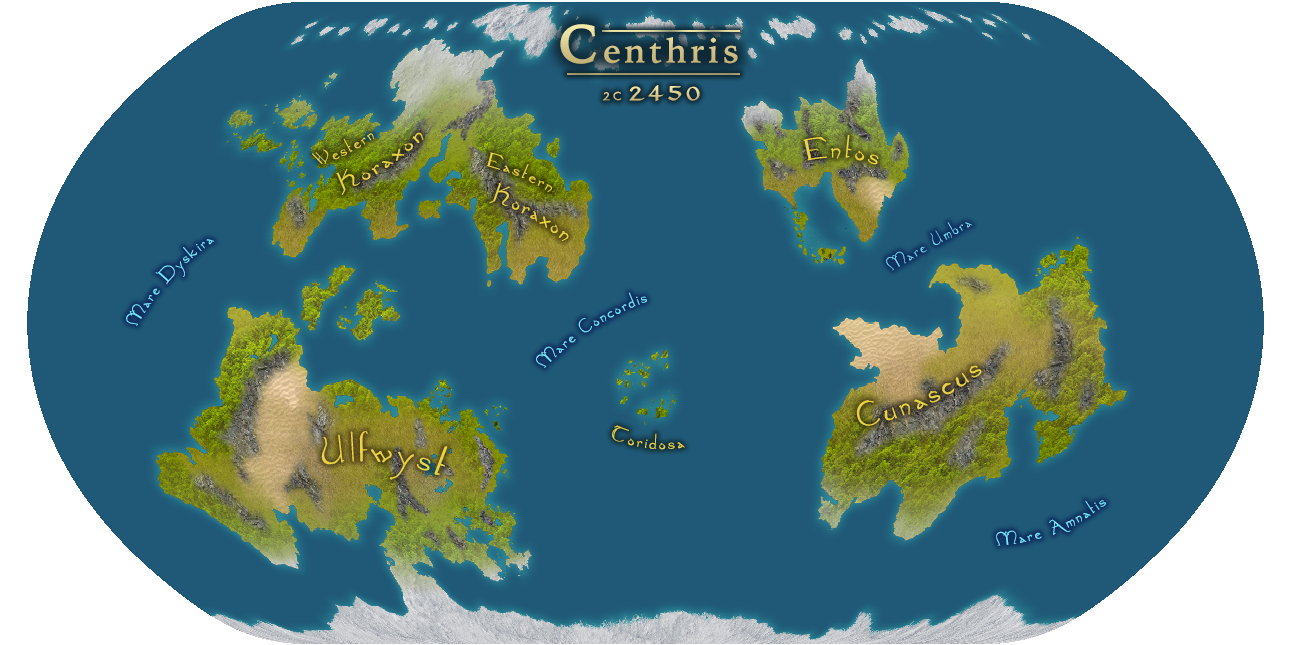 Centhris
2C 2450
Western
Koraxon
Eastern
Koraxon
Entos
Mare Dyskira
Mare Umbra
Mare Concordis
Cunascus
Ulfwyst
Toridosa
Mare Amnatis